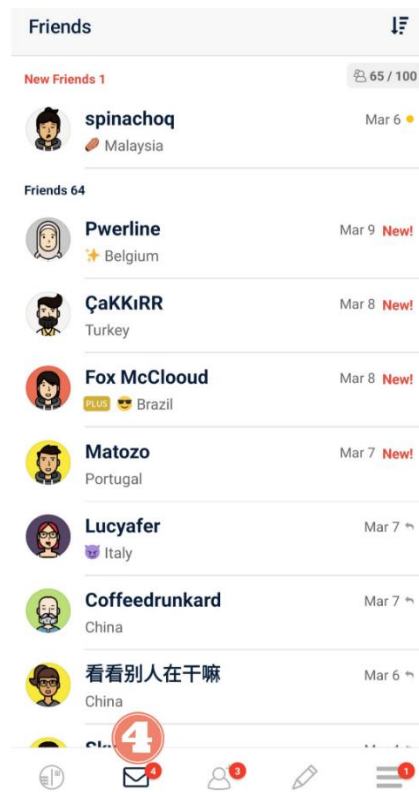 Friends
New Friends 1
65 / 100
spinachoq
Mar 6
Malaysia
Friends 64
Pwerline
Mar 9 New!
Belgium
ÇaKKıRR
Mar 8 New!
Turkey
Fox McClooud
Mar 8 New!
PLUS Brazil
Matozo
Mar 7 New!
Portugal
Lucyafer
Mar 7
Italy
Coffeedrunkard
Mar 7
China
看看别人在干嘛
Mar 6
China
4
4
3
1